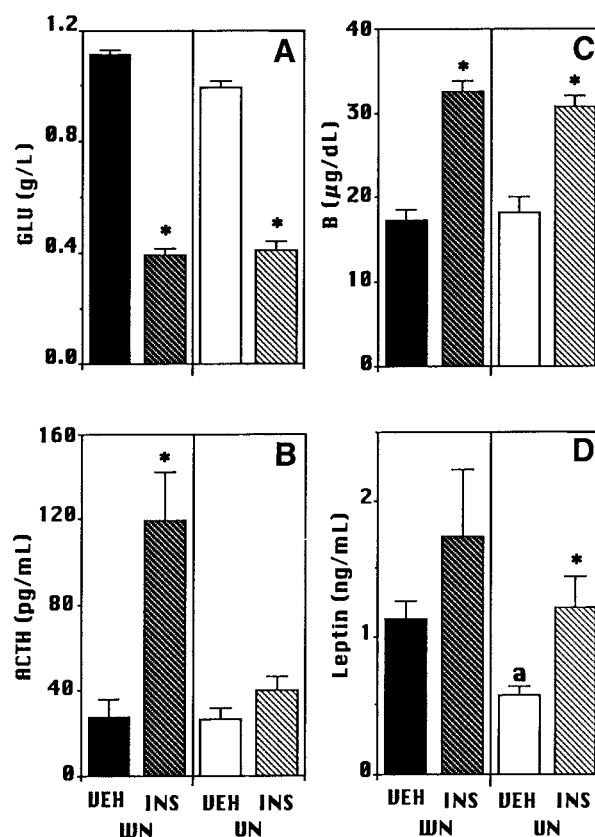 A
GLU (g/L)
1.2
0.8
0.4
0.0
*
*
C
B (µg/dL)
40
30
20
10
0
*
*
B
ACTH (pg/mL)
160
120
80
40
0
*
VEH INS VEH INS
WN UN
D
Leptin (ng/mL)
2
1
0
a
*
VEH INS VEH INS
WN UN